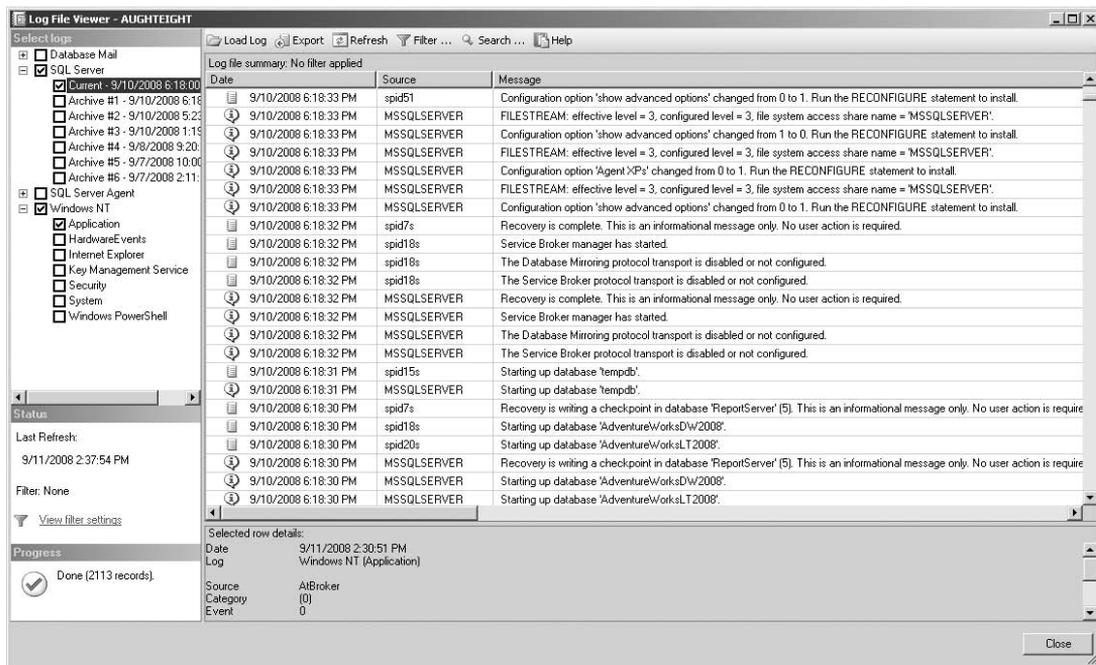 Log File Viewer - AUGHTEIGHT
Select logs
Database Mail
SQL Server
Current - 9/10/2008 6:18:00
Archive #1 - 9/10/2008 6:18
Archive #2 - 9/10/2008 5:23
Archive #3 - 9/10/2008 1:19
Archive #4 - 9/8/2008 9:20:
Archive #5 - 9/7/2008 10:00
Archive #6 - 9/7/2008 2:11:
SQL Server Agent
Windows NT
Application
HardwareEvents
Internet Explorer
Key Management Service
Security
System
Windows PowerShell
Status
Last Refresh:
9/11/2008 2:37:54 PM
Filter: None
View filter settings
Progress
Done (2113 records).
Load Log Export Refresh Filter ... Search ... Help
Log file summary: No filter applied
Date Source Message
9/10/2008 6:18:33 PM spid51 Configuration option 'show advanced options' changed from 0 to 1. Run the RECONFIGURE statement to install.
9/10/2008 6:18:33 PM MSSQLSERVER FILESTREAM: effective level = 3, configured level = 3, file system access share name = 'MSSQLSERVER'.
9/10/2008 6:18:33 PM MSSQLSERVER Configuration option 'show advanced options' changed from 1 to 0. Run the RECONFIGURE statement to install.
9/10/2008 6:18:33 PM MSSQLSERVER FILESTREAM: effective level = 3, configured level = 3, file system access share name = 'MSSQLSERVER'.
9/10/2008 6:18:33 PM MSSQLSERVER Configuration option 'Agent XPs' changed from 0 to 1. Run the RECONFIGURE statement to install.
9/10/2008 6:18:33 PM MSSQLSERVER FILESTREAM: effective level = 3, configured level = 3, file system access share name = 'MSSQLSERVER'.
9/10/2008 6:18:33 PM MSSQLSERVER Configuration option 'show advanced options' changed from 0 to 1. Run the RECONFIGURE statement to install.
9/10/2008 6:18:32 PM spid7s Recovery is complete. This is an informational message only. No user action is required.
9/10/2008 6:18:32 PM spid18s Service Broker manager has started.
9/10/2008 6:18:32 PM spid18s The Database Mirroring protocol transport is disabled or not configured.
9/10/2008 6:18:32 PM spid18s The Service Broker protocol transport is disabled or not configured.
9/10/2008 6:18:32 PM MSSQLSERVER Recovery is complete. This is an informational message only. No user action is required.
9/10/2008 6:18:32 PM MSSQLSERVER Service Broker manager has started.
9/10/2008 6:18:32 PM MSSQLSERVER The Database Mirroring protocol transport is disabled or not configured.
9/10/2008 6:18:32 PM MSSQLSERVER The Service Broker protocol transport is disabled or not configured.
9/10/2008 6:18:31 PM spid15s Starting up database 'tempdb'.
9/10/2008 6:18:31 PM MSSQLSERVER Starting up database 'tempdb'.
9/10/2008 6:18:30 PM spid7s Recovery is writing a checkpoint in database 'ReportServer' (5). This is an informational message only. No user action is require
9/10/2008 6:18:30 PM spid18s Starting up database 'AdventureWorksDW2008'.
9/10/2008 6:18:30 PM spid20s Starting up database 'AdventureWorksLT2008'.
9/10/2008 6:18:30 PM MSSQLSERVER Recovery is writing a checkpoint in database 'ReportServer' (5). This is an informational message only. No user action is require
9/10/2008 6:18:30 PM MSSQLSERVER Starting up database 'AdventureWorksDW2008'.
9/10/2008 6:18:30 PM MSSQLSERVER Starting up database 'AdventureWorksLT2008'.
Selected row details:
Date 9/11/2008 2:30:51 PM
Log Windows NT (Application)
Source AtBroker
Category (0)
Event 0
Close